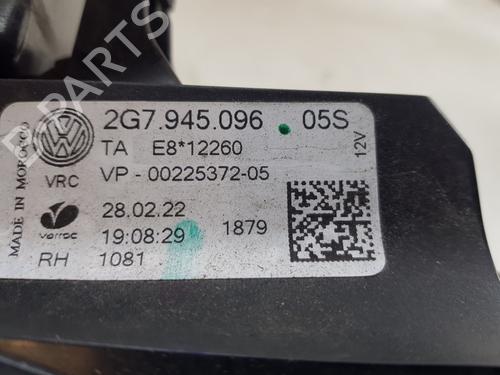 B-PARTS
2G7.945.096 05S
TA E8*12260
VP - 00225372-05
VRC
28.02.22
varroc
19:08:29 1879
RH 1081
12V
MADE IN MOROCCO